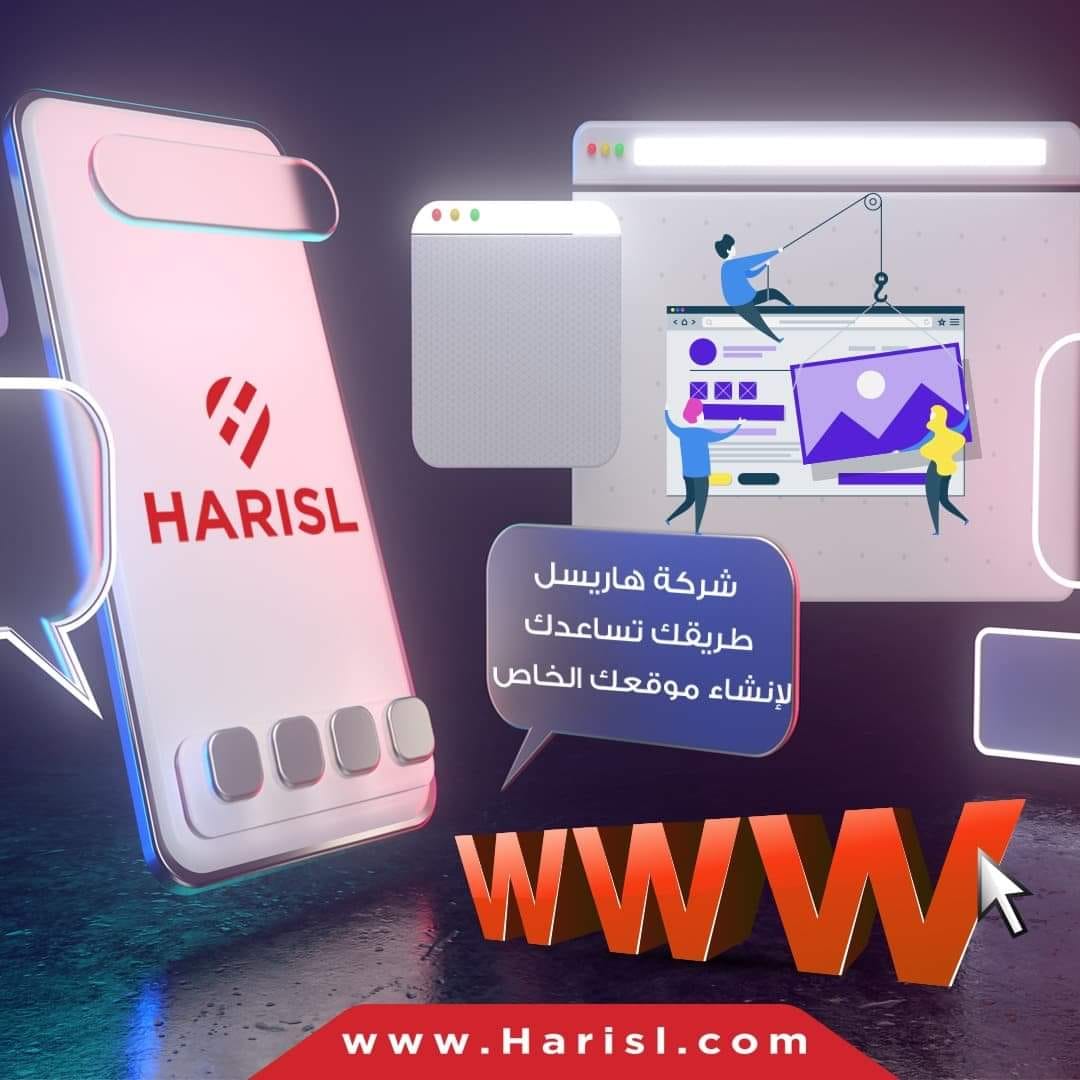 HARISL
شركة هاريسل
طريقك تساعدك
لإنشاء موقعك الخاص
www
www.Harisl.com